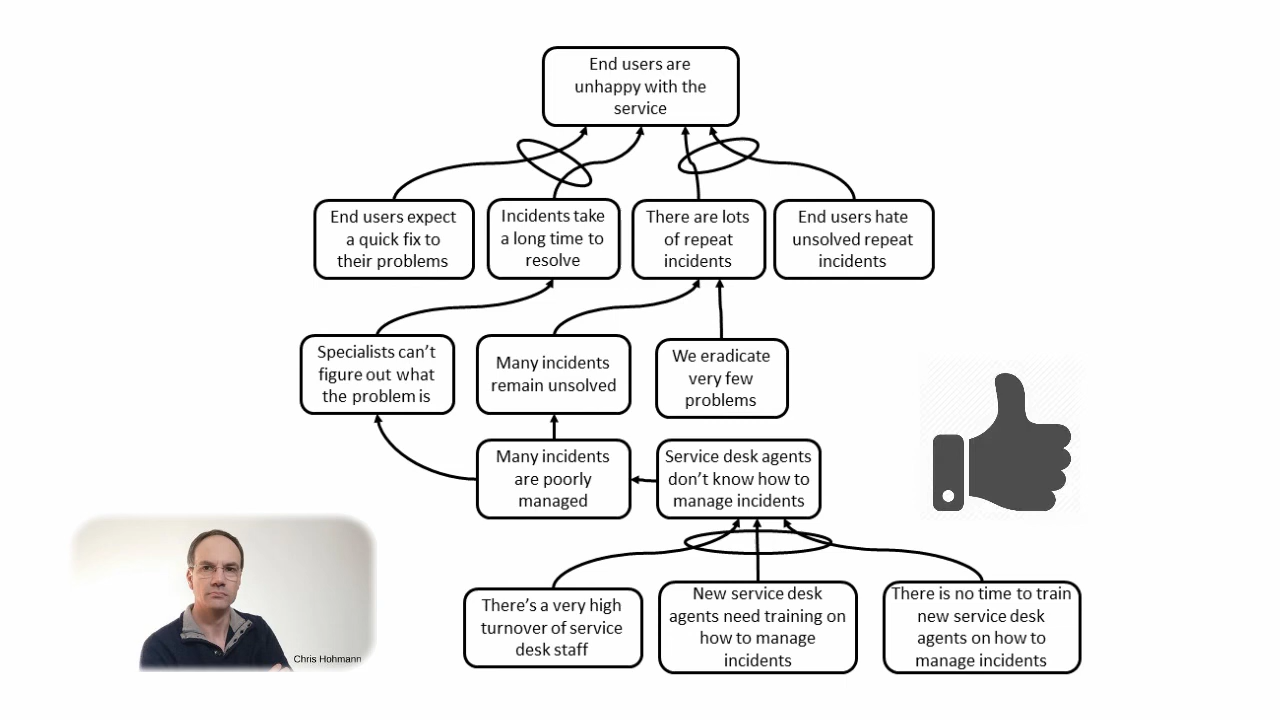 End users are
unhappy with the
service
End users expect
a quick fix to
their problems
Incidents take
a long time to
resolve
There are lots
of repeat
incidents
End users hate
unsolved repeat
incidents
Specialists can’t
figure out what
the problem is
Many incidents
remain unsolved
We eradicate
very few
problems
Many incidents
are poorly
managed
Service desk agents
don’t know how to
manage incidents
There’s a very high
turnover of service
desk staff
New service desk
agents need training on
how to manage
incidents
There is no time to train
new service desk
agents on how to
manage incidents
Chris Hohmann